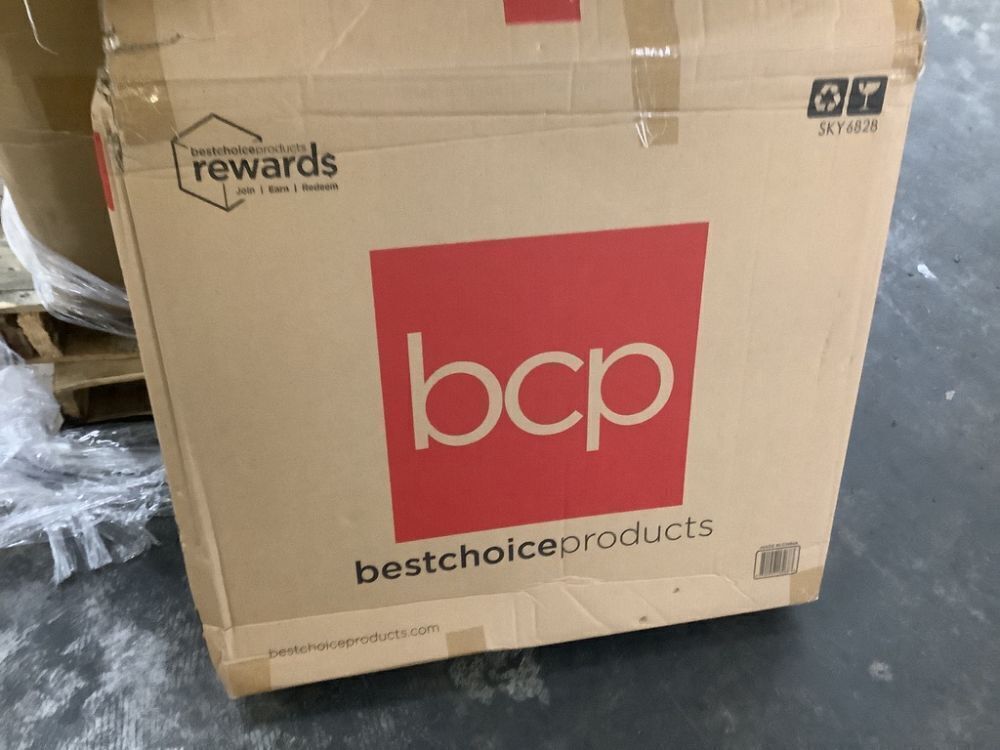 bestchoiceproducts
rewards
Join | Earn | Redeem
SKY6828
bcp
bestchoiceproducts
bestchoiceproducts.com